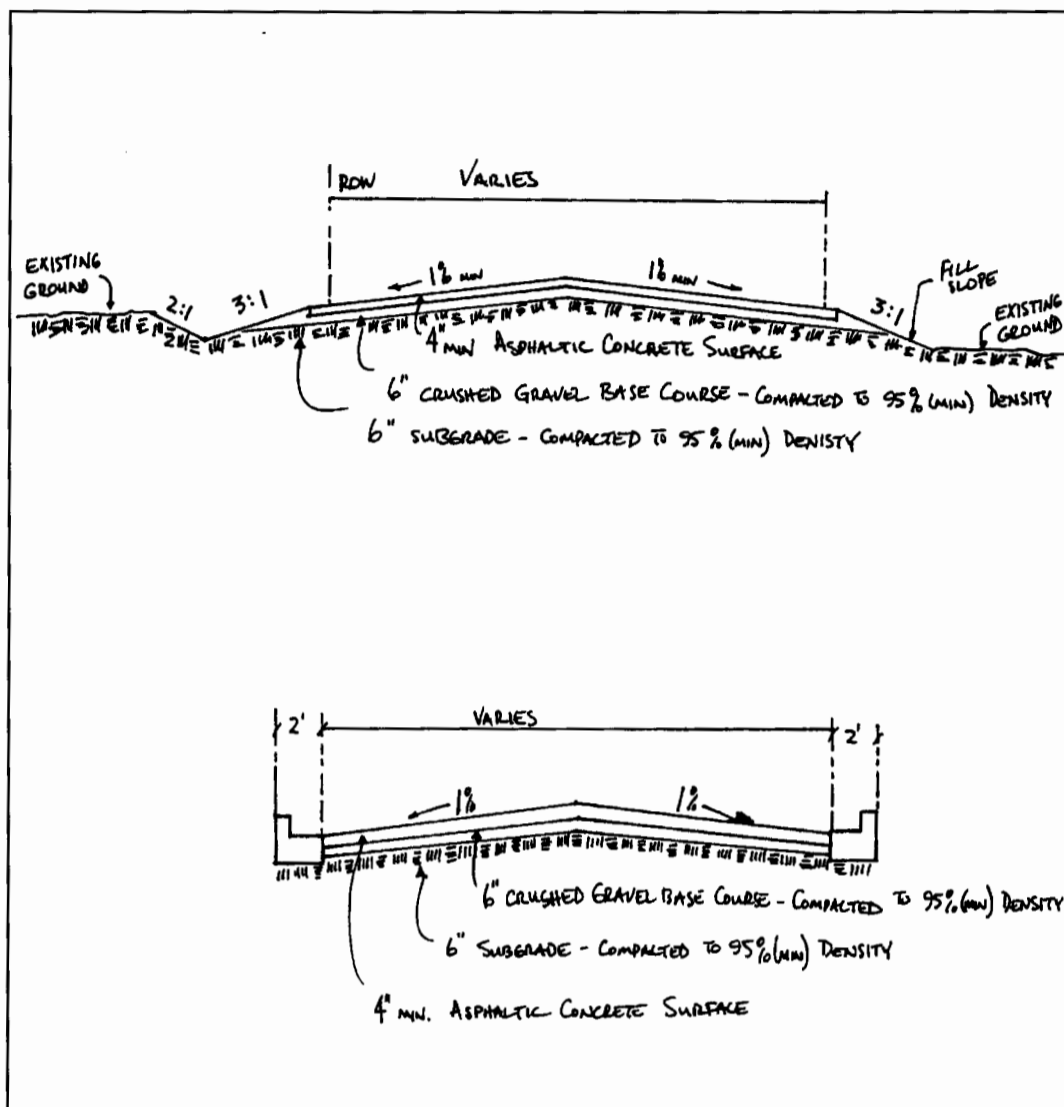 ROW VARIES
EXISTING
GROUND
2:1
3:1
1% MIN
1% MIN
3:1
FILL
SLOPE
EXISTING
GROUND
4" MIN ASPHALTIC CONCRETE SURFACE
6" CRUSHED GRAVEL BASE COURSE - COMPACTED TO 95% (MIN) DENSITY
6" SUBGRADE - COMPACTED TO 95% (MIN) DENISTY
2' VARIES 2'
1% 1%
6" CRUSHED GRAVEL BASE COURSE - COMPACTED TO 95% (MIN) DENSITY
6" SUBGRADE - COMPACTED TO 95% (MIN) DENSITY
4" MIN. ASPHALTIC CONCRETE SURFACE